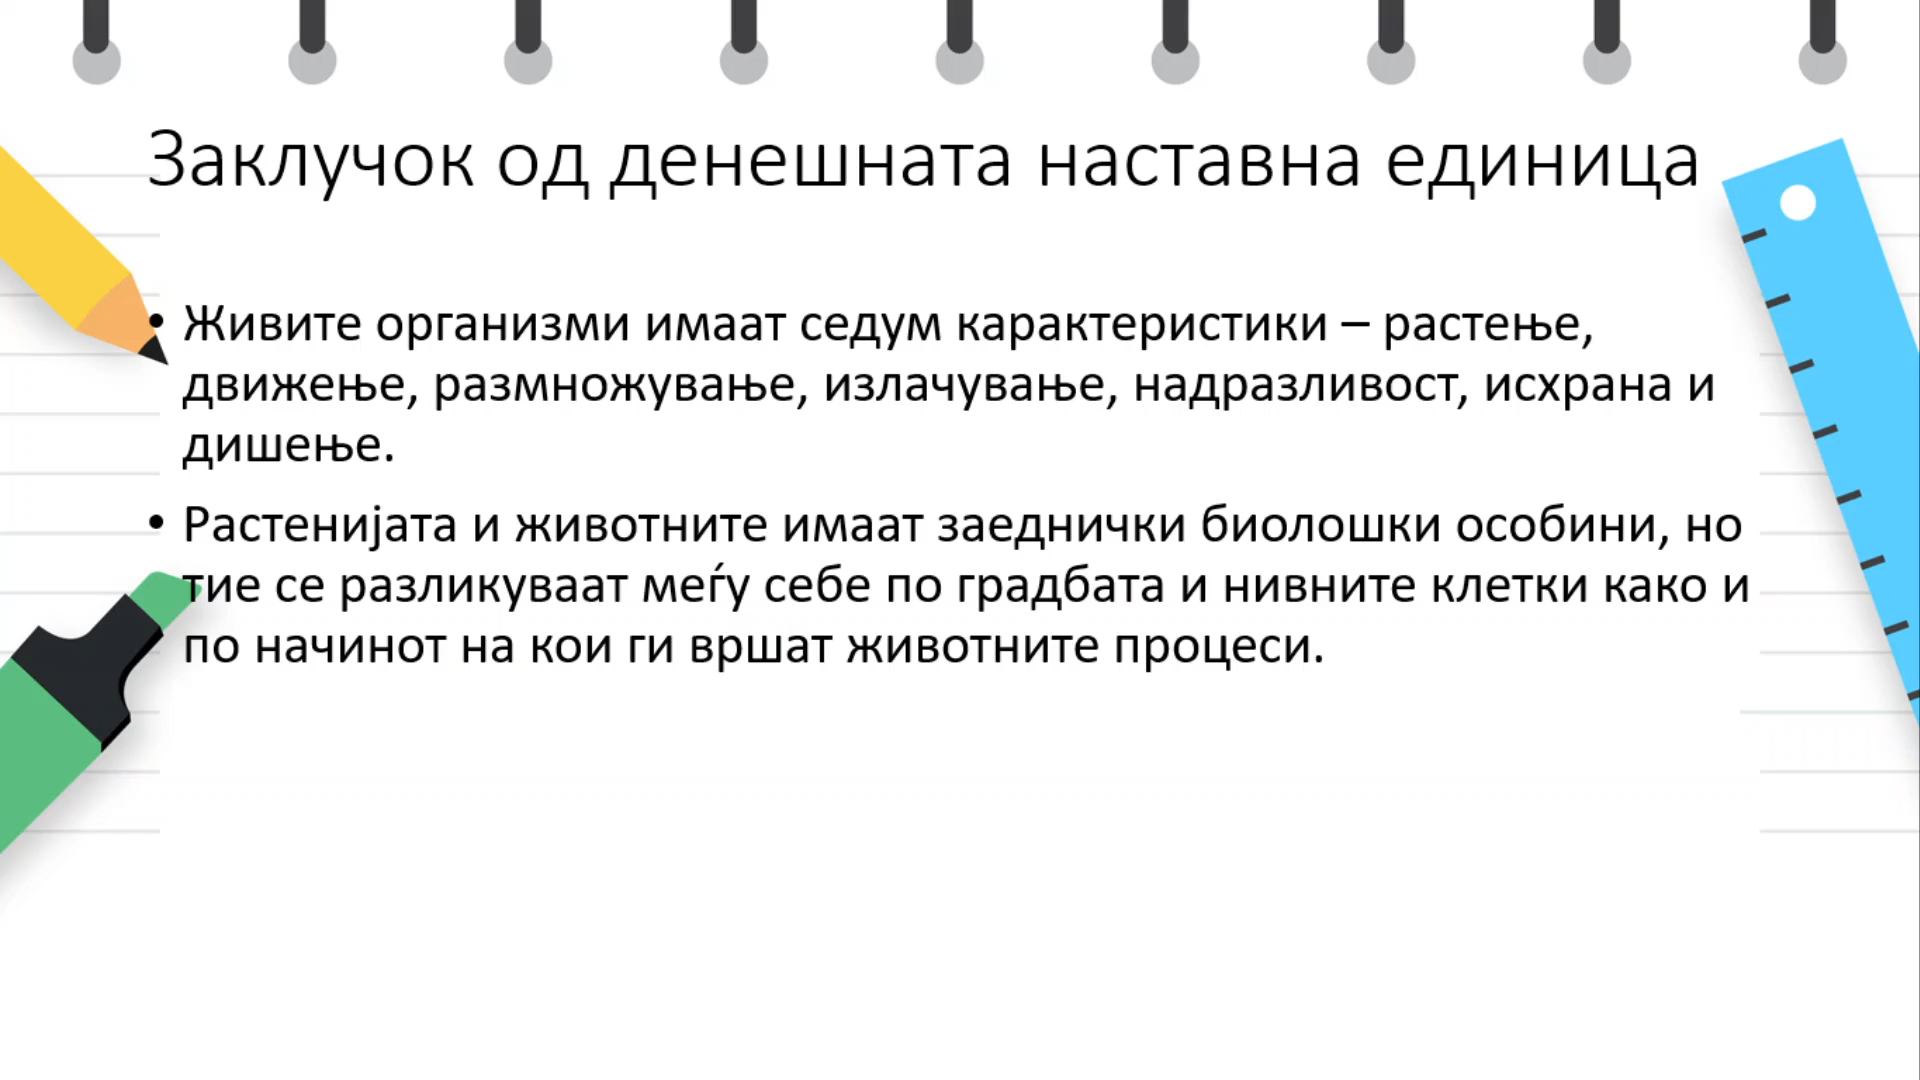 Заклучок од денешната наставна единица
• Живите организми имаат седум карактеристики – растење,
движење, размножување, излачување, надразливост, исхрана и
дишење.
• Растенијата и животните имаат заеднички биолошки особини, но
тие се разликуваат меѓу себе по градбата и нивните клетки како и
по начинот на кои ги вршат животните процеси.